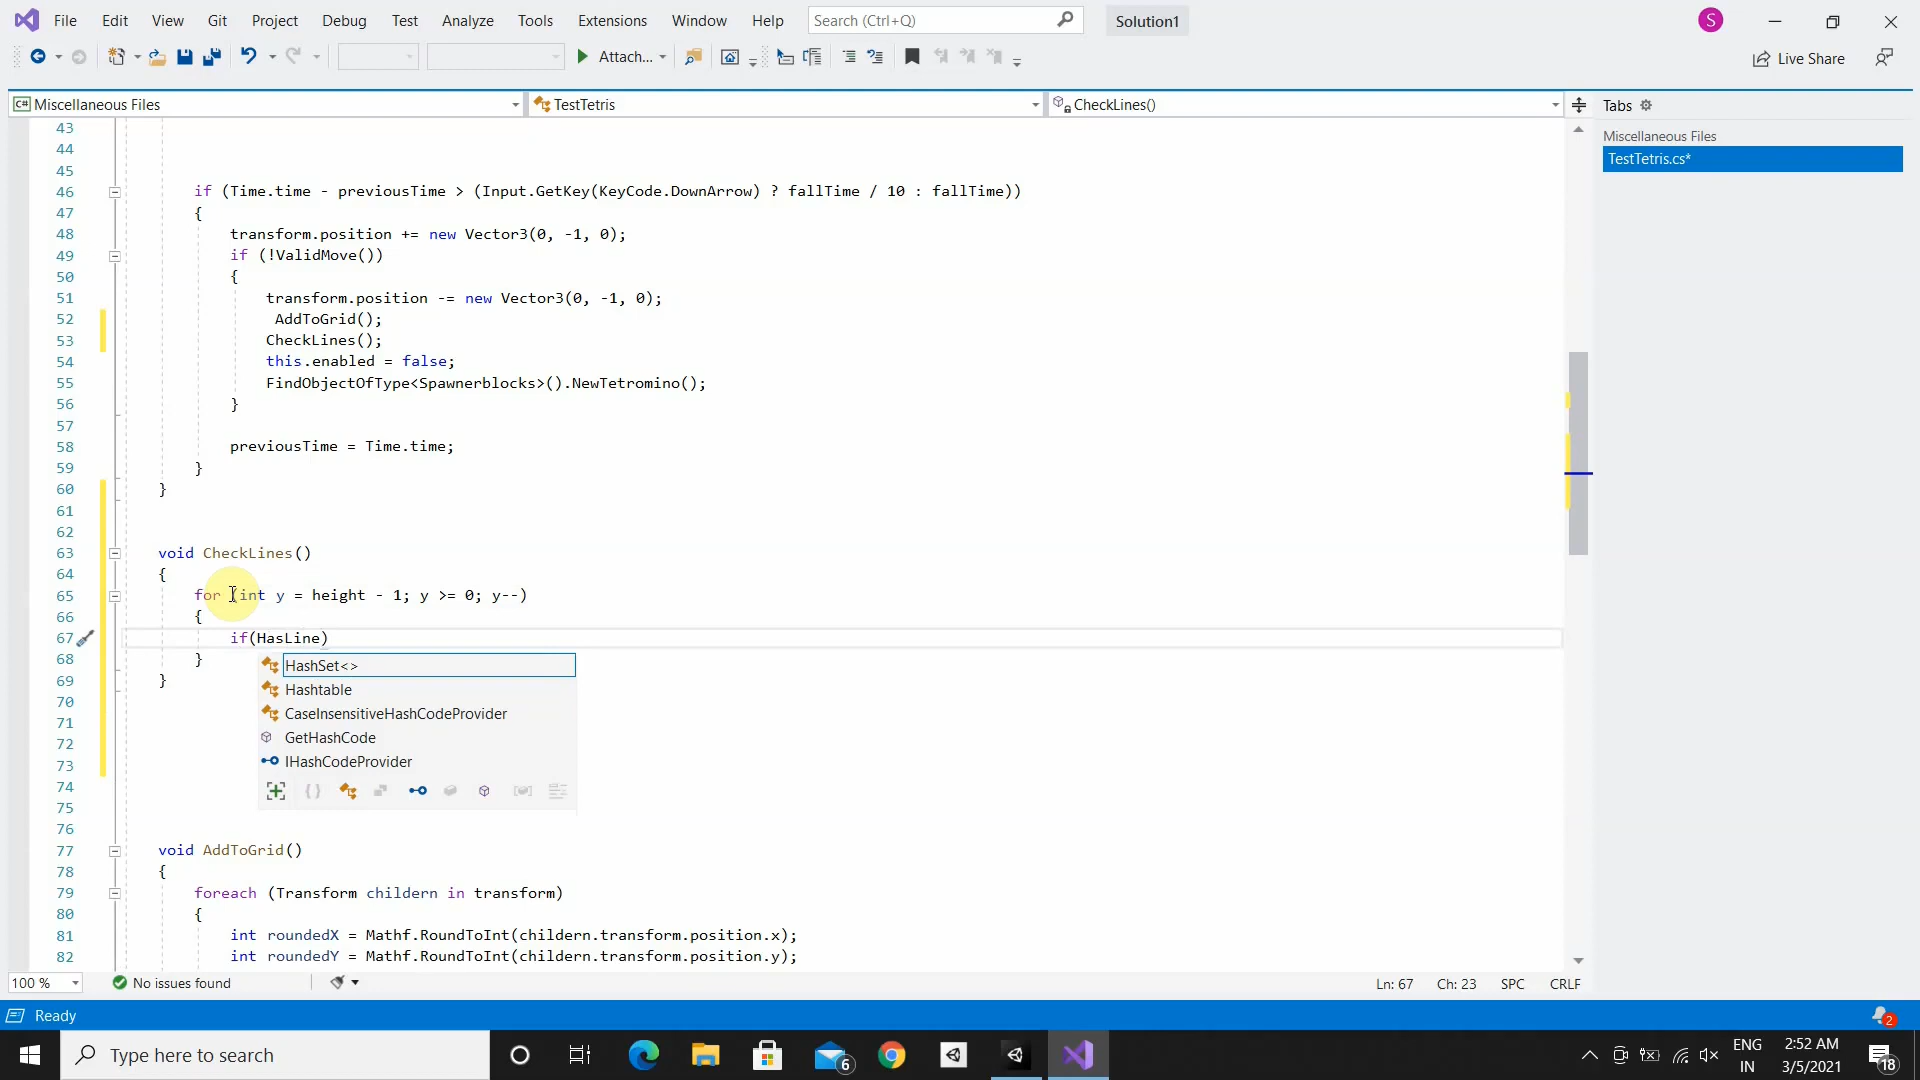 File Edit View Git Project Debug Test Analyze Tools Extensions Window Help Search (Ctrl+Q) Solution1 S
Attach... Live Share
C# Miscellaneous Files TestTetris CheckLines() Tabs
Miscellaneous Files
TestTetris.cs*
43
44
45
46 if (Time.time - previousTime > (Input.GetKey(KeyCode.DownArrow) ? fallTime / 10 : fallTime))
47 {
48 transform.position += new Vector3(0, -1, 0);
49 if (!ValidMove())
50 {
51 transform.position -= new Vector3(0, -1, 0);
52 AddToGrid();
53 CheckLines();
54 this.enabled = false;
55 FindObjectOfType<Spawnerblocks>().NewTetromino();
56 }
57
58 previousTime = Time.time;
59 }
60 }
61
62
63 void CheckLines()
64 {
65 for (int y = height - 1; y >= 0; y--)
66 {
67 if(HasLine)
68 }
69 }
70
71
72
73
74
75
76
HashSet<>
Hashtable
CaseInsensitiveHashCodeProvider
GetHashCode
IHashCodeProvider
77 void AddToGrid()
78 {
79 foreach (Transform childern in transform)
80 {
81 int roundedX = Mathf.RoundToInt(childern.transform.position.x);
82 int roundedY = Mathf.RoundToInt(childern.transform.position.y);
100 % No issues found Ln: 67 Ch: 23 SPC CRLF
Ready 2
Type here to search 6 ENG IN 2:52 AM 3/5/2021 18